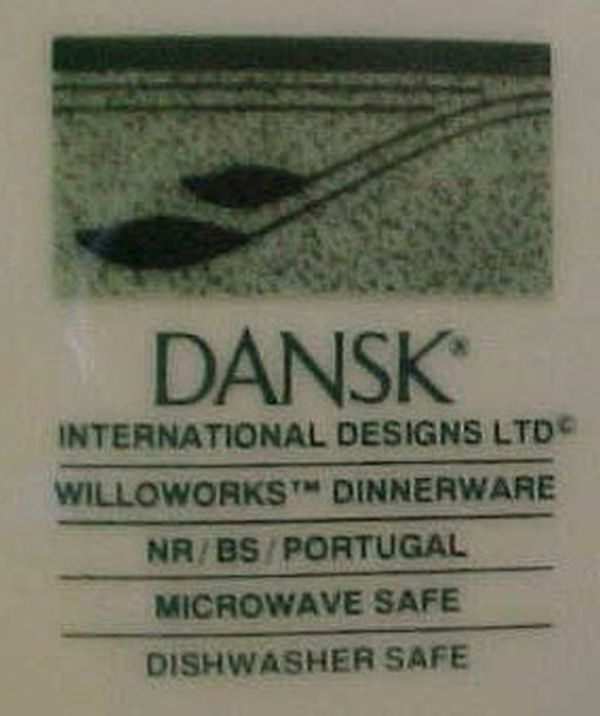 DANSK®
INTERNATIONAL DESIGNS LTD©
WILLOWORKS™ DINNERWARE
NR/BS/PORTUGAL
MICROWAVE SAFE
DISHWASHER SAFE